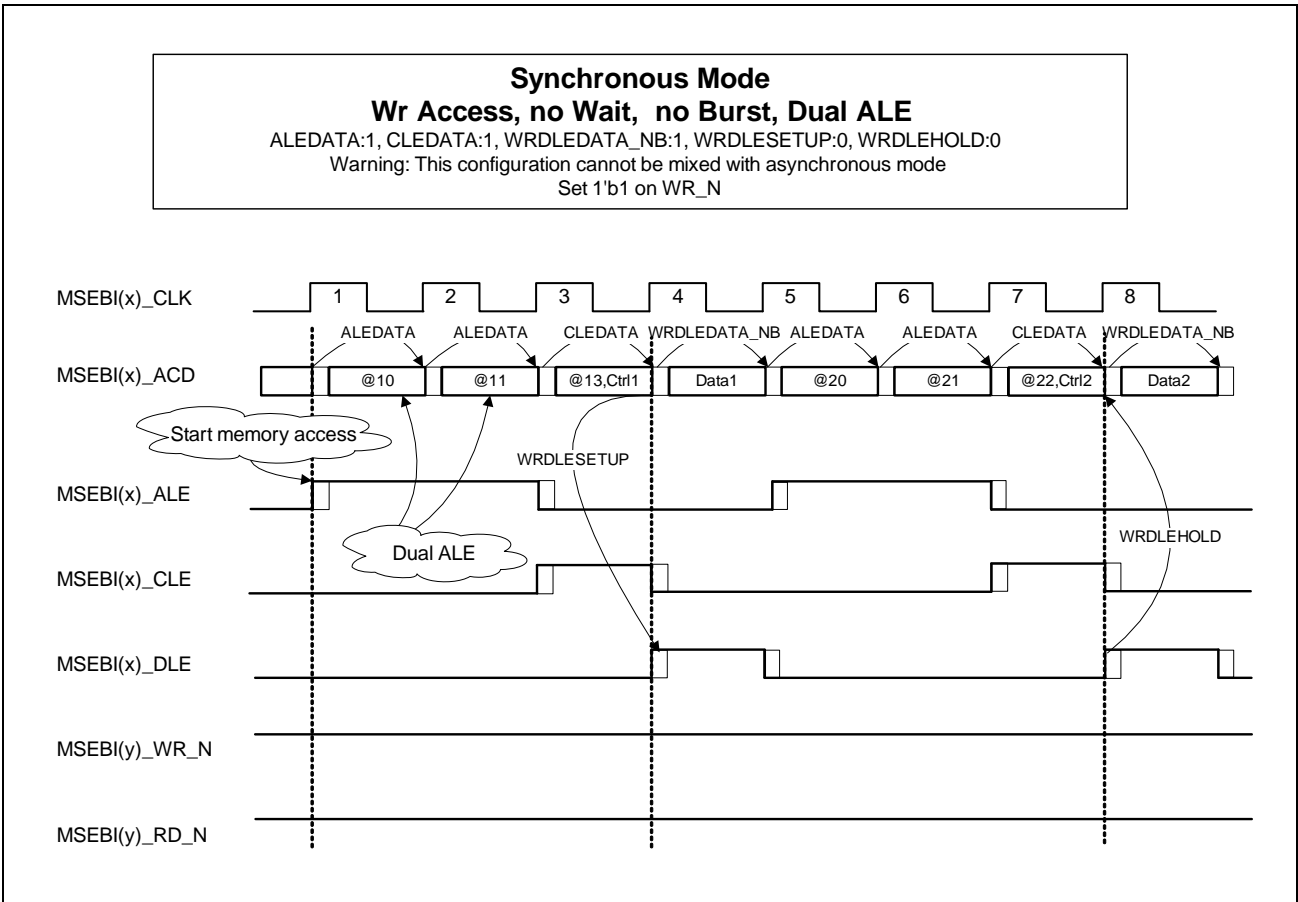 Synchronous Mode
Wr Access, no Wait, no Burst, Dual ALE
ALEDATA:1, CLEDATA:1, WRDLEDATA_NB:1, WRDLESETUP:0, WRDLEHOLD:0
Warning: This configuration cannot be mixed with asynchronous mode
Set 1'b1 on WR_N
MSEBI(x)_CLK 1 2 3 4 5 6 7 8
ALEDATA ALEDATA CLEDATA WRDLEDATA_NB ALEDATA ALEDATA CLEDATA WRDLEDATA_NB
MSEBI(x)_ACD @10 @11 @13,Ctrl1 Data1 @20 @21 @22,Ctrl2 Data2
Start memory access
WRDLESETUP
MSEBI(x)_ALE
WRDLEHOLD
Dual ALE
MSEBI(x)_CLE
MSEBI(x)_DLE
MSEBI(y)_WR_N
MSEBI(y)_RD_N